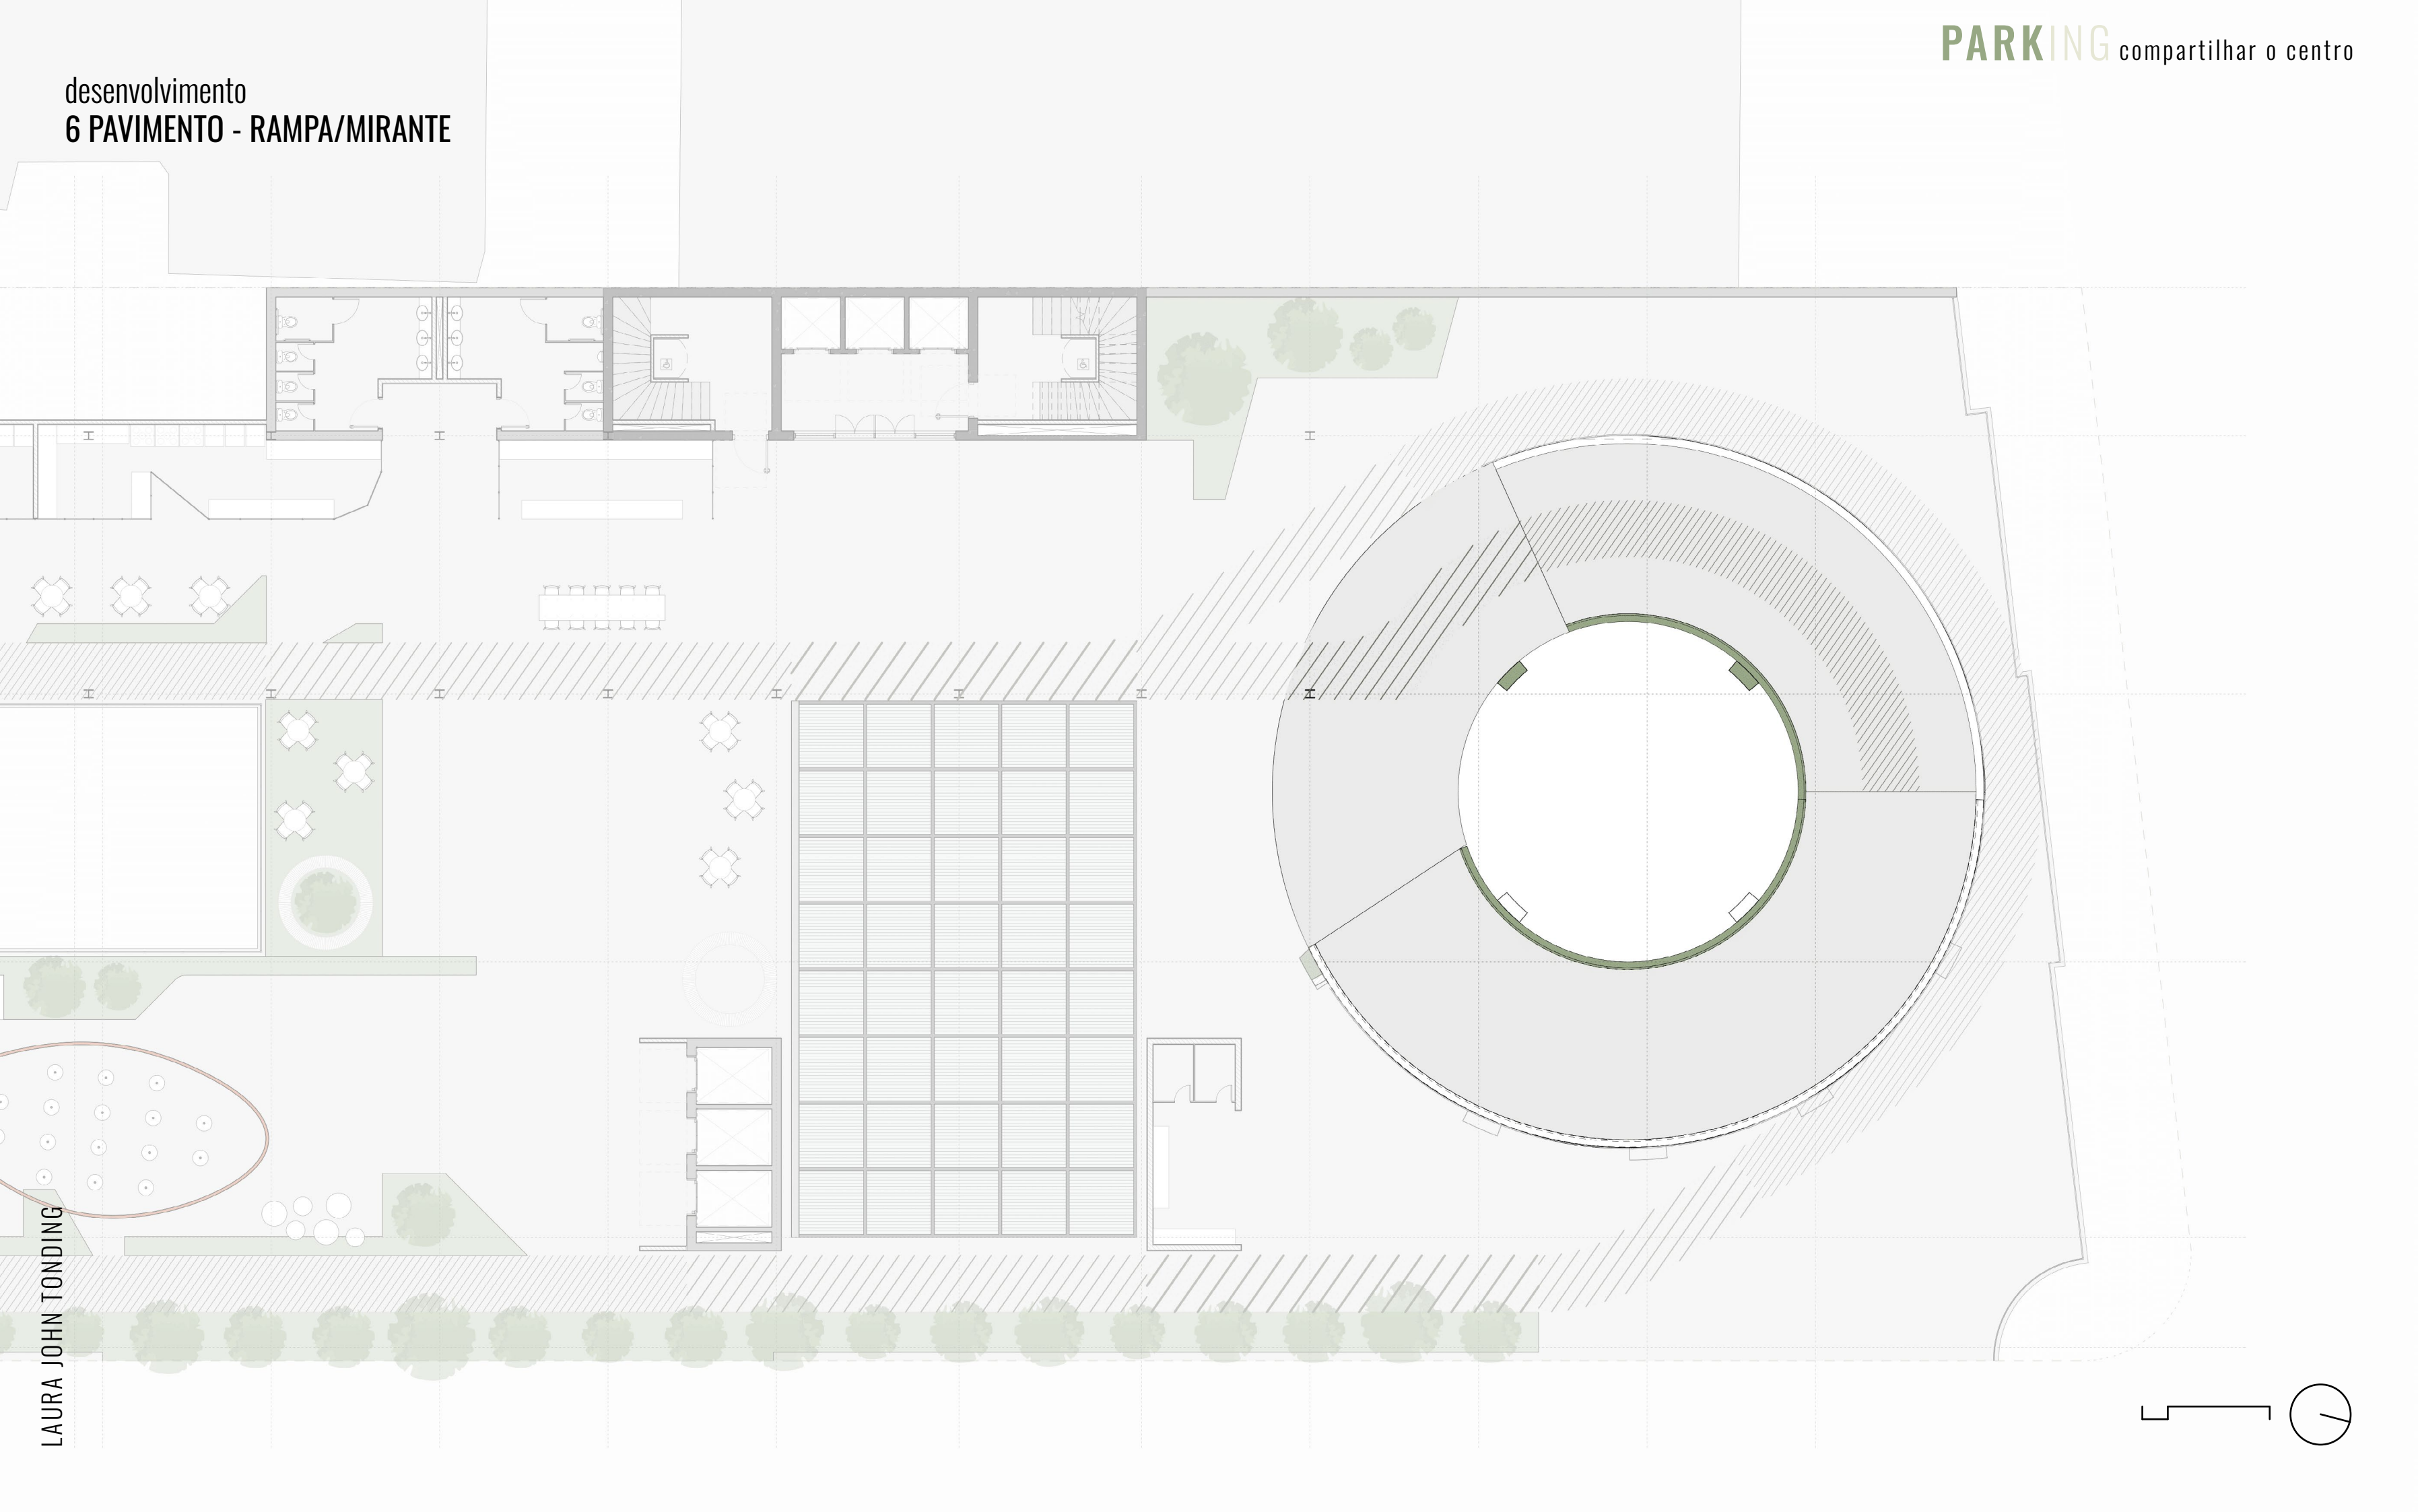 PARKING compartilhar o centro
desenvolvimento
6 PAVIMENTO - RAMPA/MIRANTE
LAURA JOHN TONDING